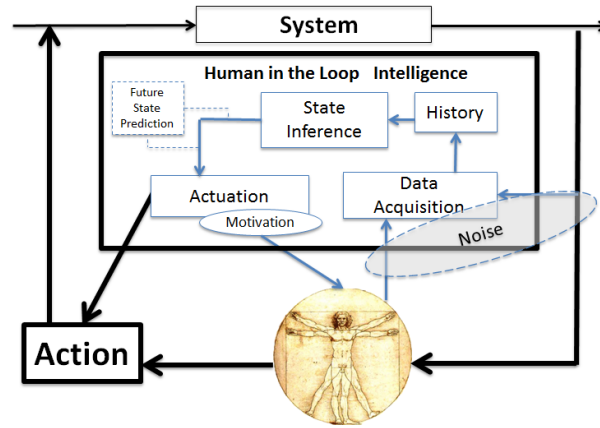 System
Human in the Loop Intelligence
Future
State
Prediction
State
Inference
History
Actuation
Motivation
Data
Acquisition
Noise
Action